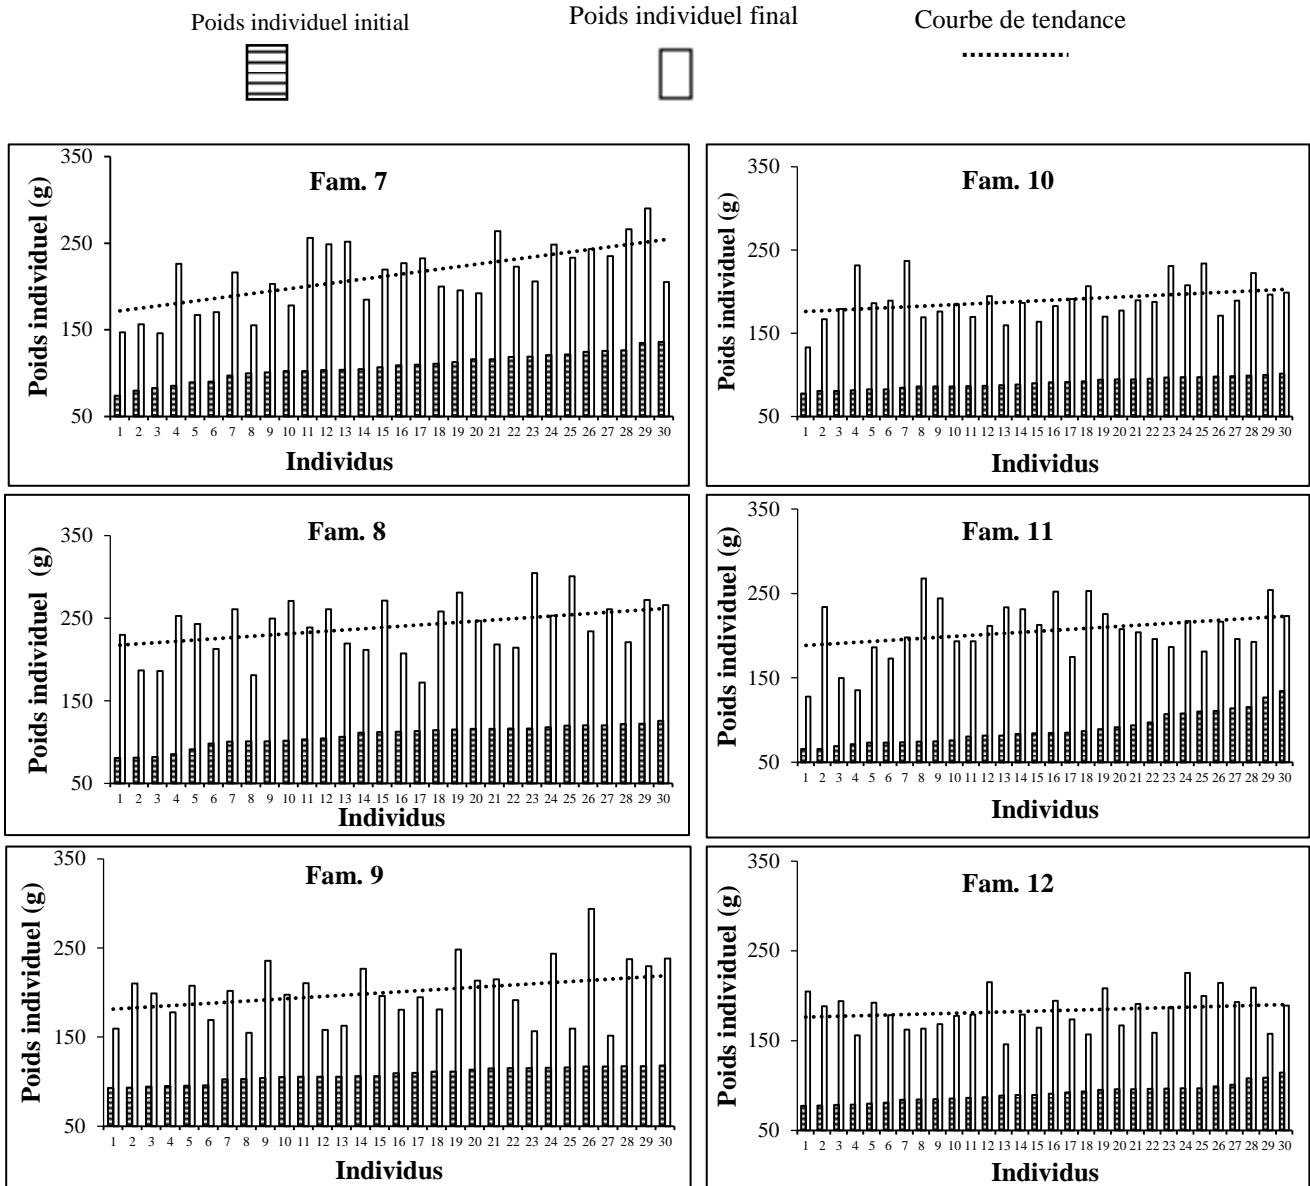 Poids individuel initial
Poids individuel final
Courbe de tendance
Fam. 7
Poids individuel (g)
350
250
150
50
1 2 3 4 5 6 7 8 9 10 11 12 13 14 15 16 17 18 19 20 21 22 23 24 25 26 27 28 29 30
Individus
Fam. 10
Poids individuel (g)
350
250
150
50
1 2 3 4 5 6 7 8 9 10 11 12 13 14 15 16 17 18 19 20 21 22 23 24 25 26 27 28 29 30
Individus
Fam. 8
Poids individuel (g)
350
250
150
50
1 2 3 4 5 6 7 8 9 10 11 12 13 14 15 16 17 18 19 20 21 22 23 24 25 26 27 28 29 30
Individus
Fam. 11
Poids individuel (g)
350
250
150
50
1 2 3 4 5 6 7 8 9 10 11 12 13 14 15 16 17 18 19 20 21 22 23 24 25 26 27 28 29 30
Individus
Fam. 9
Poids individuel (g)
350
250
150
50
1 2 3 4 5 6 7 8 9 10 11 12 13 14 15 16 17 18 19 20 21 22 23 24 25 26 27 28 29 30
Individus
Fam. 12
Poids individuel (g)
350
250
150
50
1 2 3 4 5 6 7 8 9 10 11 12 13 14 15 16 17 18 19 20 21 22 23 24 25 26 27 28 29 30
Individus